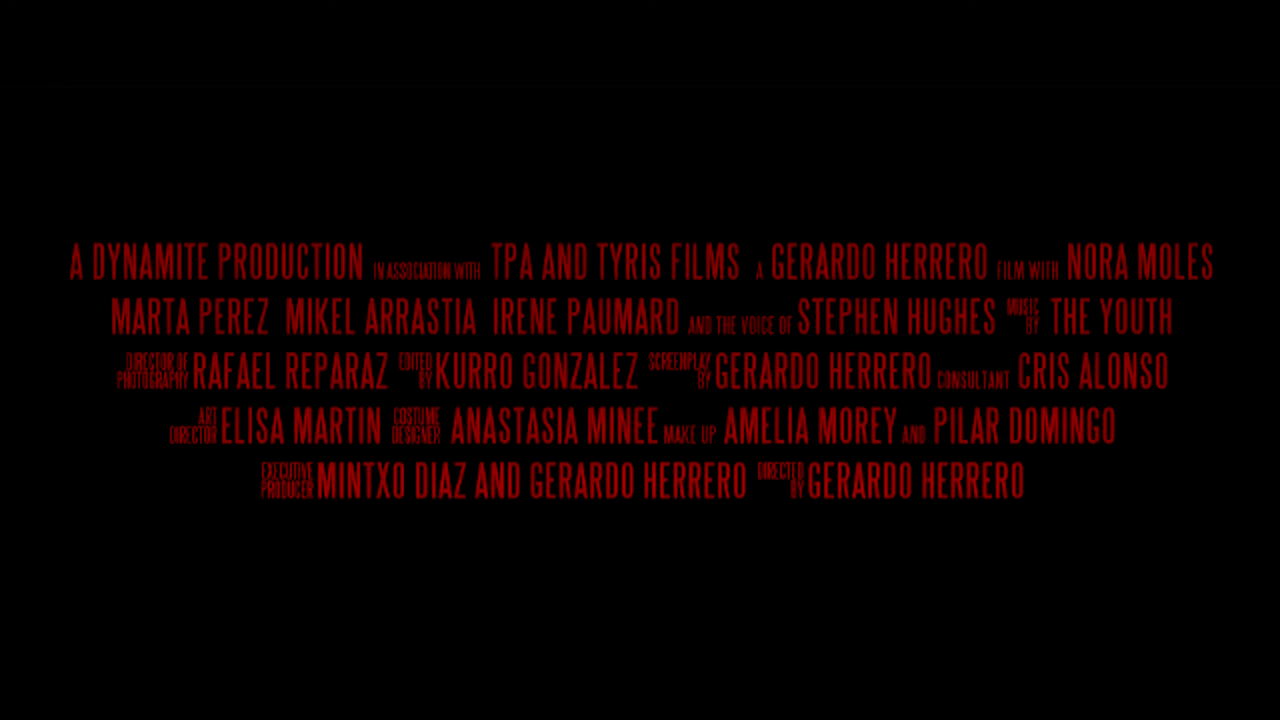 A DYNAMITE PRODUCTION IN ASSOCIATION WITH TPA AND TYRIS FILMS A GERARDO HERRERO FILM WITH NORA MOLES
MARTA PEREZ MIKEL ARRASTIA IRENE PAUMARD AND THE VOICE OF STEPHEN HUGHES MUSIC BY THE YOUTH
DIRECTOR OF PHOTOGRAPHY RAFAEL REPARAZ EDITED BY KURRO GONZALEZ SCREENPLAY BY GERARDO HERRERO CONSULTANT CRIS ALONSO
ART DIRECTOR ELISA MARTIN COSTUME DESIGNER ANASTASIA MINEE MAKE UP AMELIA MOREY AND PILAR DOMINGO
EXECUTIVE PRODUCER MINTXO DIAZ AND GERARDO HERRERO DIRECTED BY GERARDO HERRERO